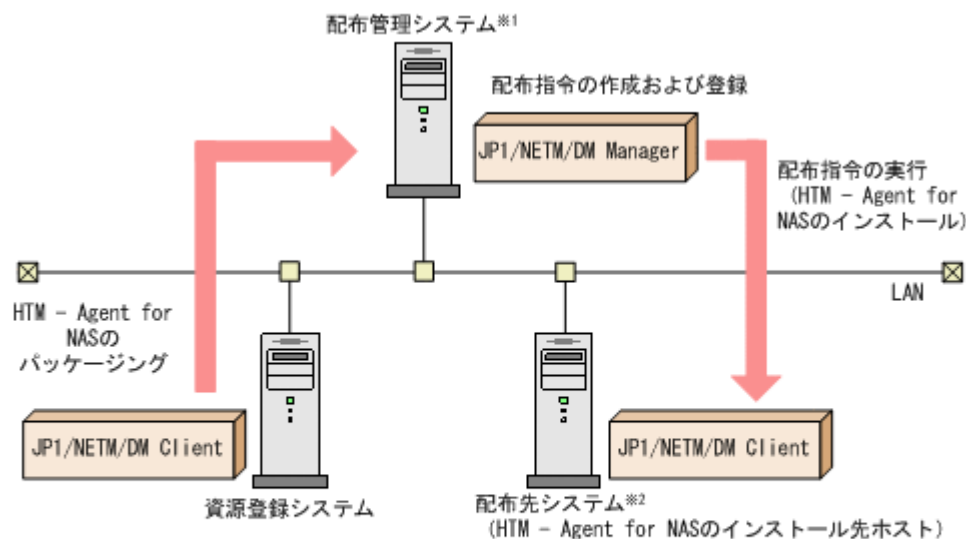 配布管理システム※1
配布指令の作成および登録
JP1/NETM/DM Manager
配布指令の実行
(HTM - Agent for
NASのインストール)
LAN
HTM - Agent for
NASの
パッケージング
JP1/NETM/DM Client
資源登録システム
JP1/NETM/DM Client
配布先システム※2
(HTM - Agent for NASのインストール先ホスト)